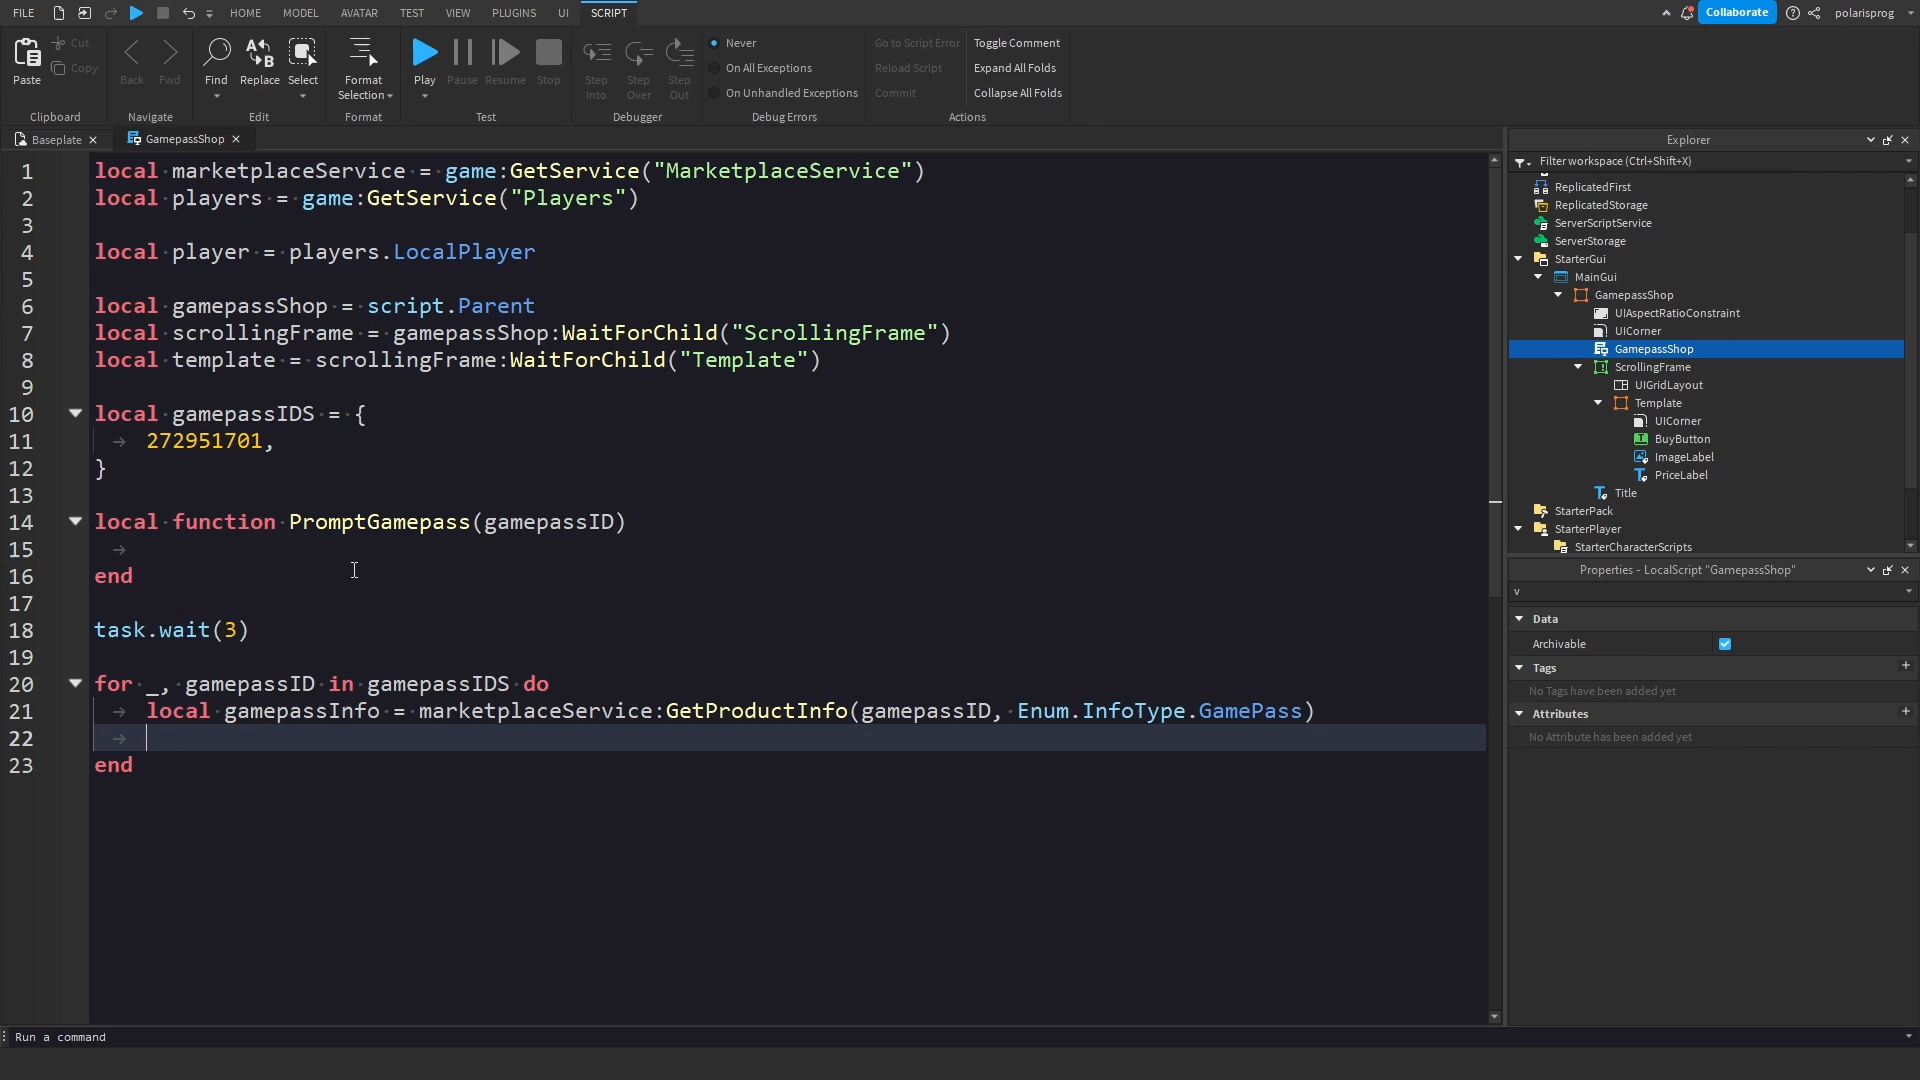 FILE HOME MODEL AVATAR TEST VIEW PLUGINS UI SCRIPT Collaborate polarisprog
Paste Cut Copy Clipboard
Back Fwd Navigate
Find Replace Select Edit
Format Selection Format
Play Pause Resume Stop Test
Step Into Step Over Step Out Debugger
Never
On All Exceptions
On Unhandled Exceptions
Debug Errors
Go to Script Error Toggle Comment
Reload Script Expand All Folds
Commit Collapse All Folds
Actions
Baseplate GamepassShop
1 local marketplaceService = game:GetService("MarketplaceService")
2 local players = game:GetService("Players")
3
4 local player = players.LocalPlayer
5
6 local gamepassShop = script.Parent
7 local scrollingFrame = gamepassShop:WaitForChild("ScrollingFrame")
8 local template = scrollingFrame:WaitForChild("Template")
9
10 local gamepassIDS = {
11 272951701,
12 }
13
14 local function PromptGamepass(gamepassID)
15
16 end
17
18 task.wait(3)
19
20 for _, gamepassID in gamepassIDS do
21 local gamepassInfo = marketplaceService:GetProductInfo(gamepassID, Enum.InfoType.GamePass)
22
23 end
Explorer
Filter workspace (Ctrl+Shift+X)
ReplicatedFirst
ReplicatedStorage
ServerScriptService
ServerStorage
StarterGui
MainGui
GamepassShop
UIAspectRatioConstraint
UICorner
GamepassShop
ScrollingFrame
UIGridLayout
Template
UICorner
BuyButton
ImageLabel
PriceLabel
Title
StarterPack
StarterPlayer
StarterCharacterScripts
Properties - LocalScript "GamepassShop"
v
Data
Archivable
Tags
No Tags have been added yet
Attributes
No Attribute has been added yet
Run a command